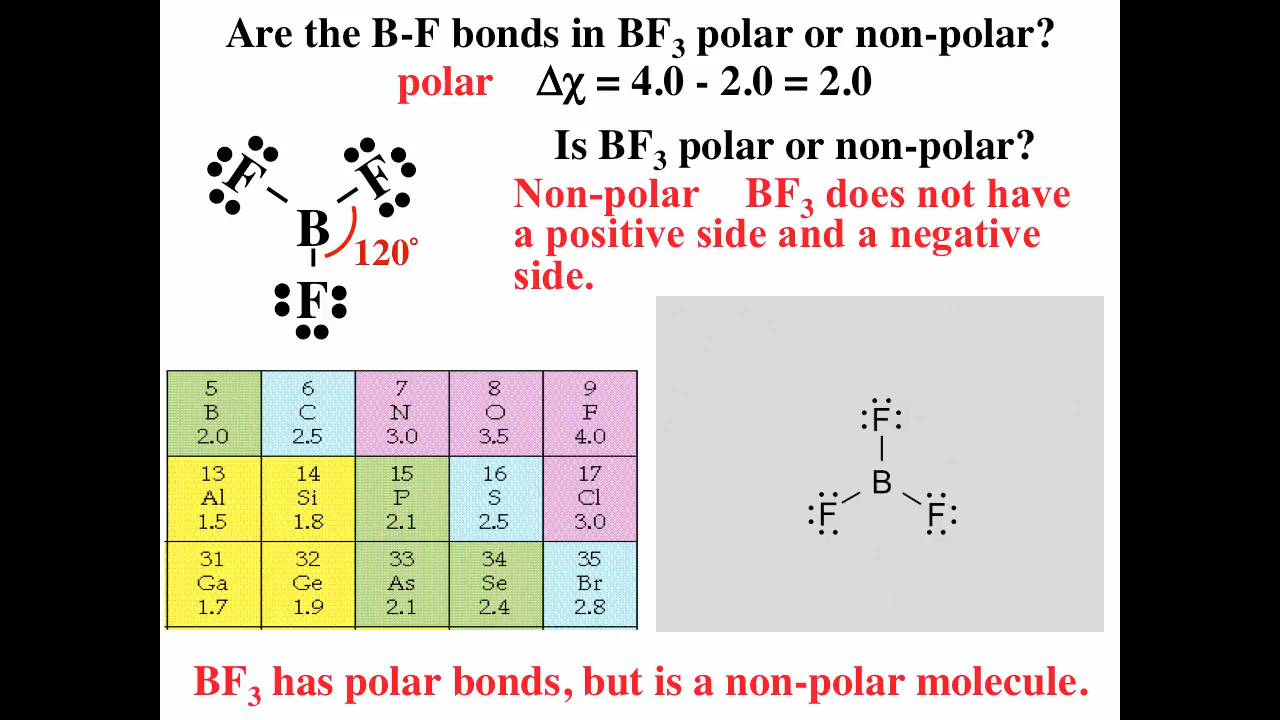 Are the B-F bonds in BF₃ polar or non-polar?
polar Δχ = 4.0 - 2.0 = 2.0
Is BF₃ polar or non-polar?
Non-polar BF₃ does not have
a positive side and a negative
side.
F F
B
120°
F
5 6 7 8 9
B C N O F
2.0 2.5 3.0 3.5 4.0
13 14 15 16 17
Al Si P S Cl
1.5 1.8 2.1 2.5 3.0
31 32 33 34 35
Ga Ge As Se Br
1.7 1.9 2.1 2.4 2.8
F
B
F F
BF₃ has polar bonds, but is a non-polar molecule.